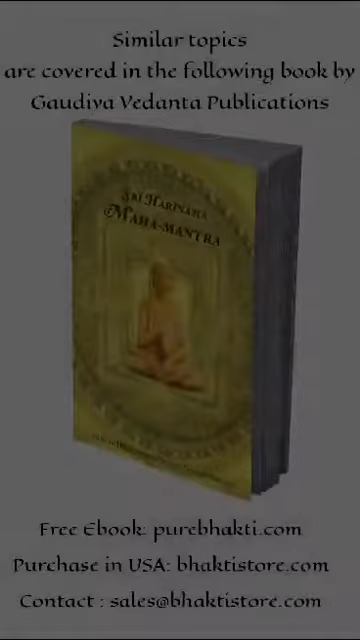 Similar topics
are covered in the following book by
Gaudiya Vedanta Publications
Sri Harinama
Maha-mantra
Free Ebook: purebhakti.com
Purchase in USA: bhaktistore.com
Contact : sales@bhaktistore.com